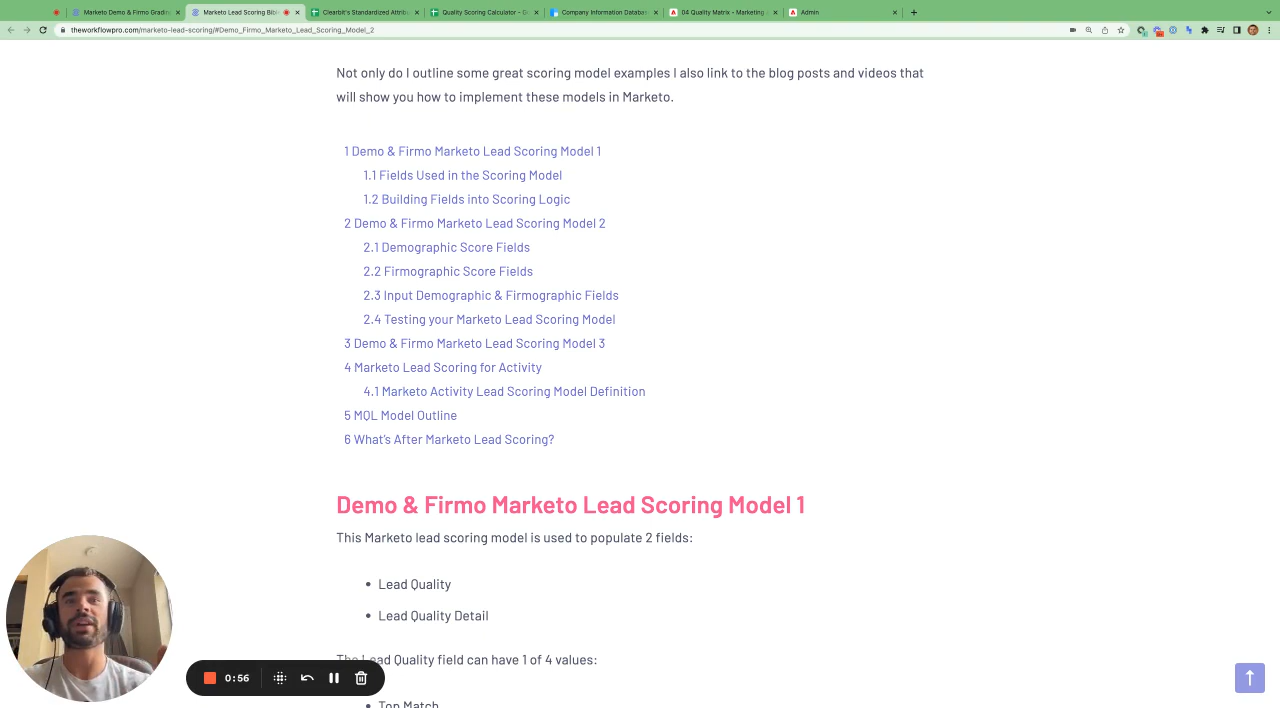 Marketo Demo & Firmo Gradin
Marketo Lead Scoring Bibl
Clearbit's Standardized Attribu
Quality Scoring Calculator - G
Company Information Databas
04 Quality Matrix - Marketing
Admin
theworkflowpro.com/marketo-lead-scoring/#Demo_Firmo_Marketo_Lead_Scoring_Model_2
Not only do I outline some great scoring model examples I also link to the blog posts and videos that
will show you how to implement these models in Marketo.
1 Demo & Firmo Marketo Lead Scoring Model 1
1.1 Fields Used in the Scoring Model
1.2 Building Fields into Scoring Logic
2 Demo & Firmo Marketo Lead Scoring Model 2
2.1 Demographic Score Fields
2.2 Firmographic Score Fields
2.3 Input Demographic & Firmographic Fields
2.4 Testing your Marketo Lead Scoring Model
3 Demo & Firmo Marketo Lead Scoring Model 3
4 Marketo Lead Scoring for Activity
4.1 Marketo Activity Lead Scoring Model Definition
5 MQL Model Outline
6 What's After Marketo Lead Scoring?
Demo & Firmo Marketo Lead Scoring Model 1
This Marketo lead scoring model is used to populate 2 fields:
• Lead Quality
• Lead Quality Detail
The Lead Quality field can have 1 of 4 values:
0:56
• Top Match